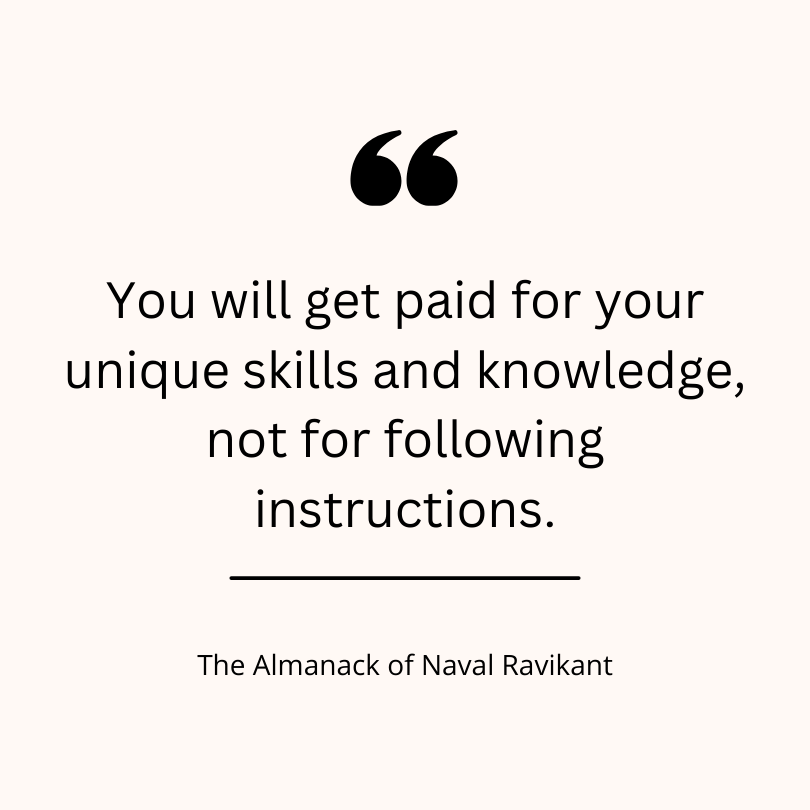 “
You will get paid for your
unique skills and knowledge,
not for following
instructions.
The Almanack of Naval Ravikant